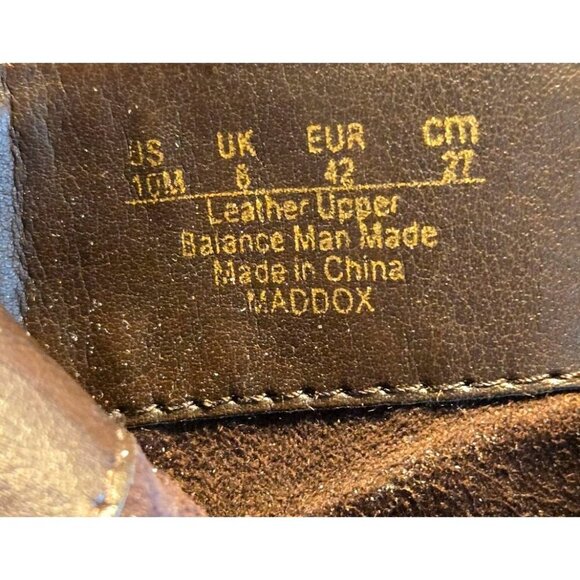 US UK EUR cm
10M 8 42 27
Leather Upper
Balance Man Made
Made in China
MADDOX